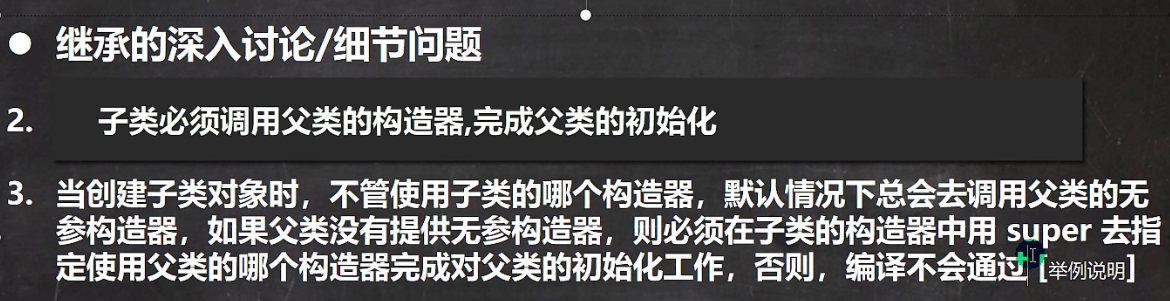 ● 继承的深入讨论/细节问题
2. 子类必须调用父类的构造器,完成父类的初始化
3. 当创建子类对象时，不管使用子类的哪个构造器，默认情况下总会去调用父类的无
参构造器，如果父类没有提供无参构造器，则必须在子类的构造器中用 super 去指
定使用父类的哪个构造器完成对父类的初始化工作，否则，编译不会通过 [举例说明]